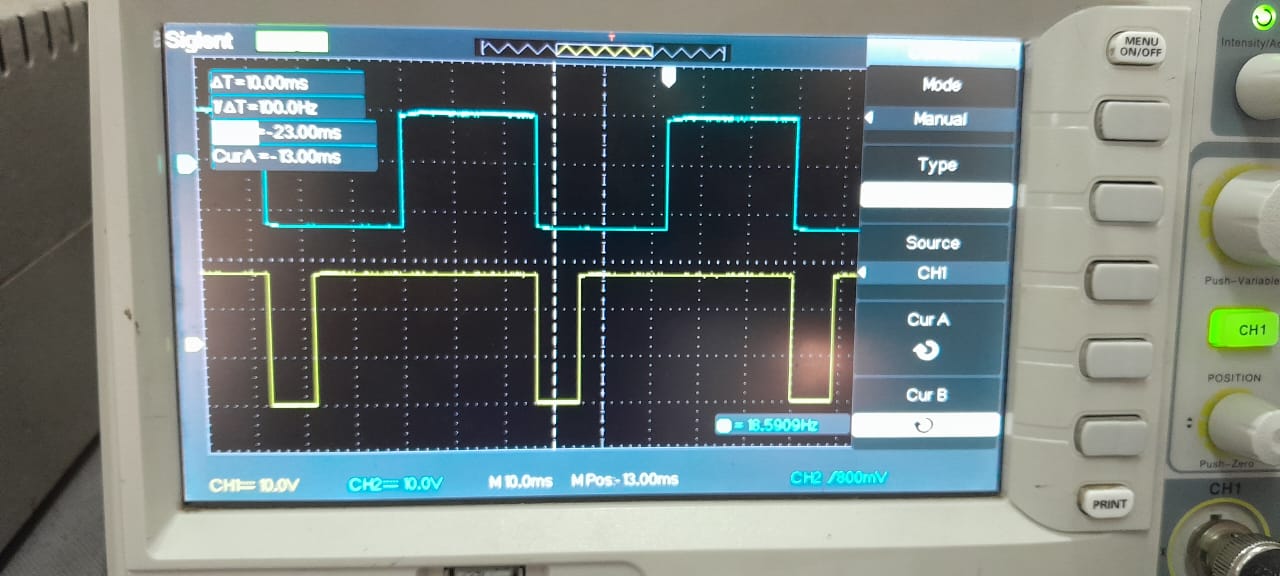 Siglent
ΔT=10.00ms
1/ΔT=100.0Hz
=-23.00ms
CurA=-13.00ms
Mode
Manual
Type
Source
CH1
Cur A
Cur B
= 18.5909Hz
CH1 10.0V
CH2 10.0V
M 10.0ms
M Pos:-13.00ms
CH2 /800mV
MENU
ON/OFF
PRINT
Push-Variable
CH1
POSITION
Push-Zero
CH1